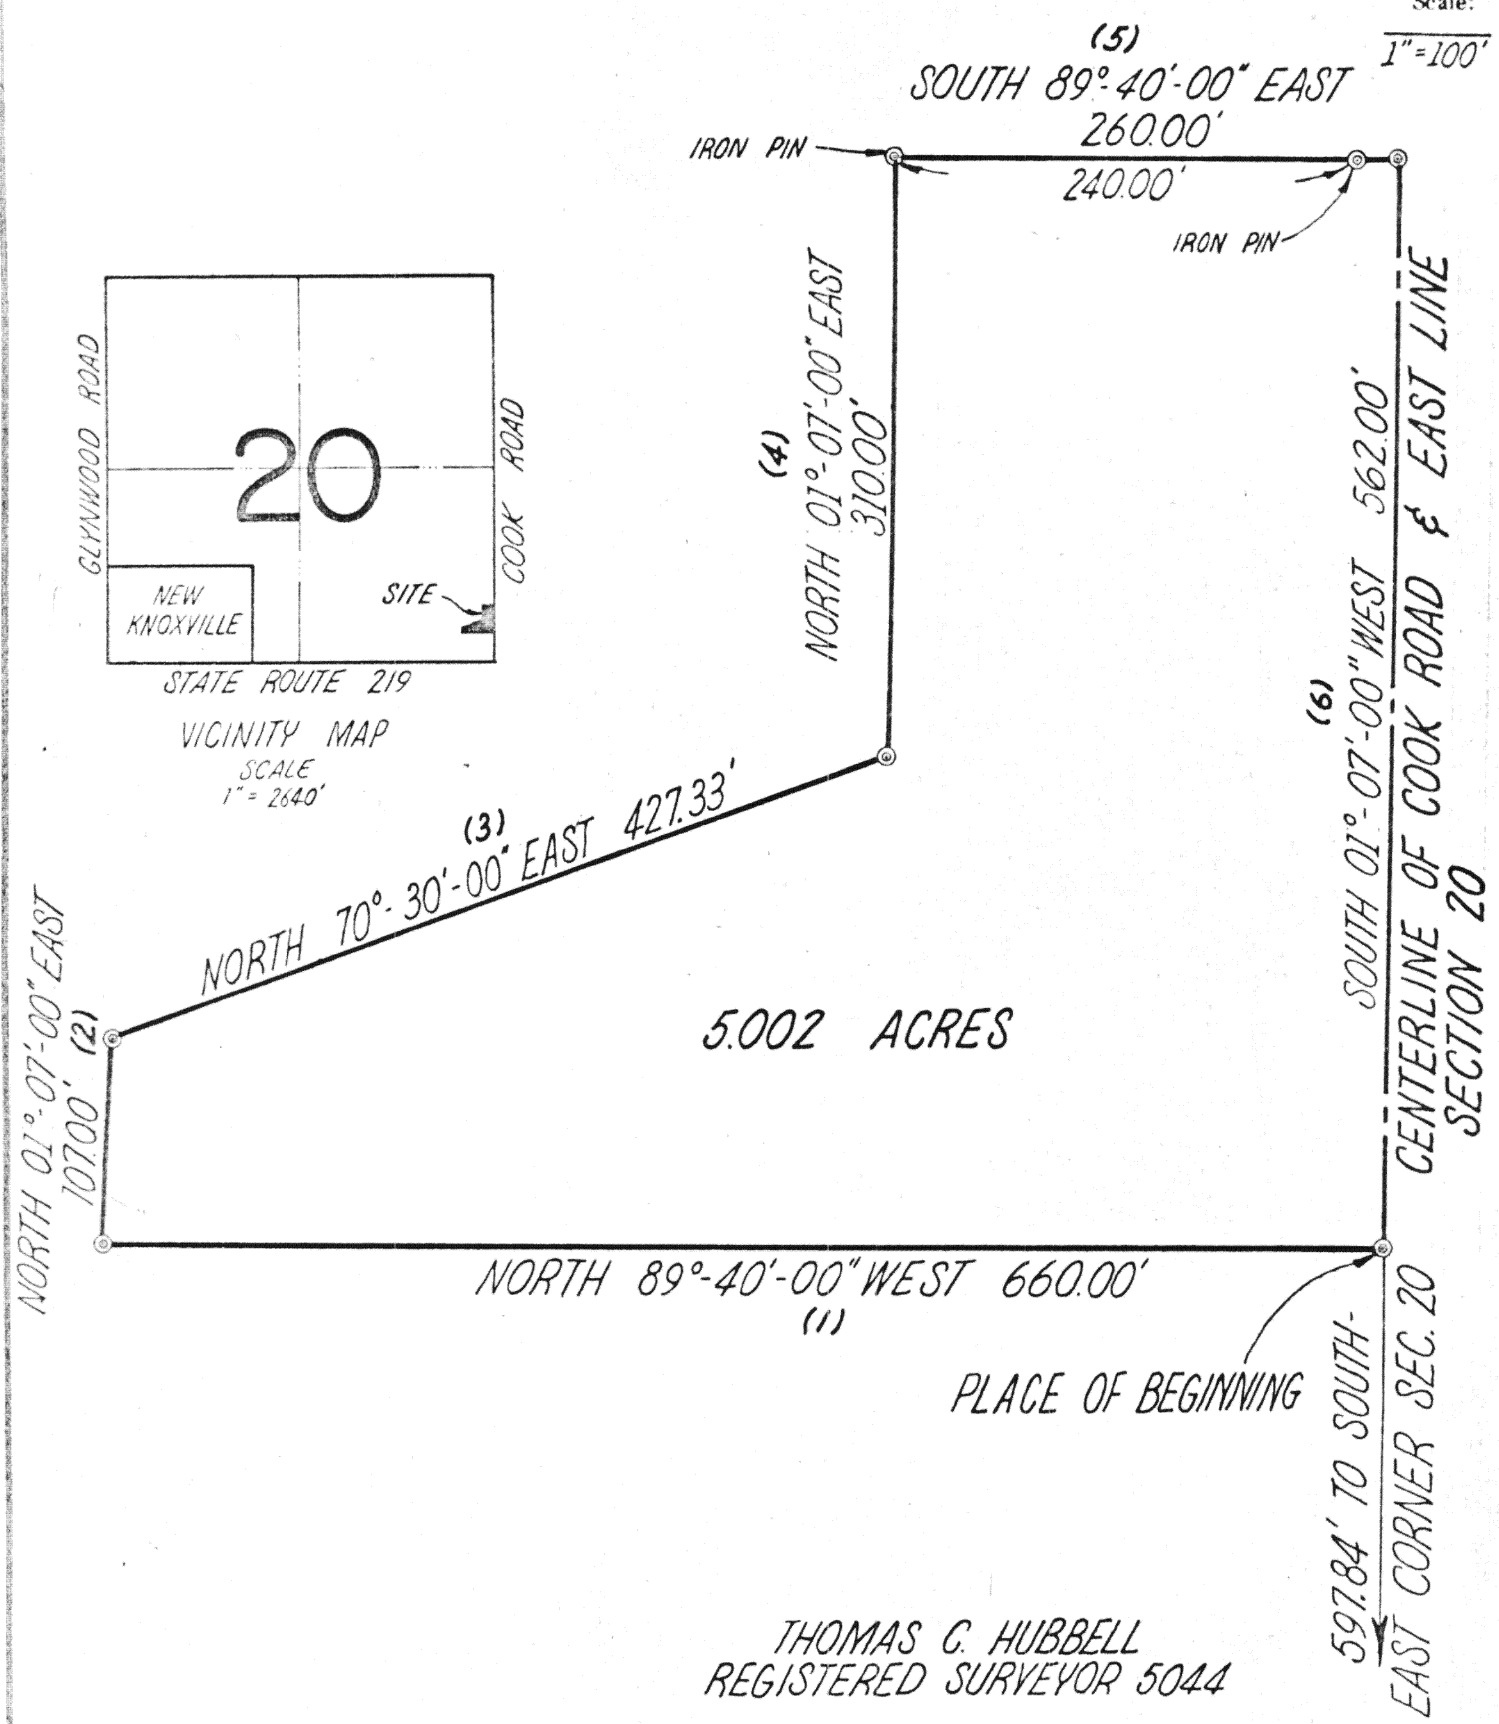 Scale:
1"=100'
(5)
SOUTH 89°-40'-00" EAST
260.00'
IRON PIN
240.00'
IRON PIN
NORTH 01°-07'-00" EAST
310.00'
(4)
GLYNWOOD ROAD
20
COOK ROAD
NEW
KNOXVILLE
SITE
STATE ROUTE 219
VICINITY MAP
SCALE
1" = 2640'
(3)
NORTH 70°-30'-00" EAST 427.33'
NORTH 01°-07'-00" EAST
107.00' (2)
5.002 ACRES
(6)
SOUTH 01°-07'-00" WEST 562.00'
CENTERLINE OF COOK ROAD & EAST LINE
SECTION 20
NORTH 89°-40'-00" WEST 660.00'
(1)
PLACE OF BEGINNING
597.84' TO SOUTH-
EAST CORNER SEC. 20
THOMAS C. HUBBELL
REGISTERED SURVEYOR 5044